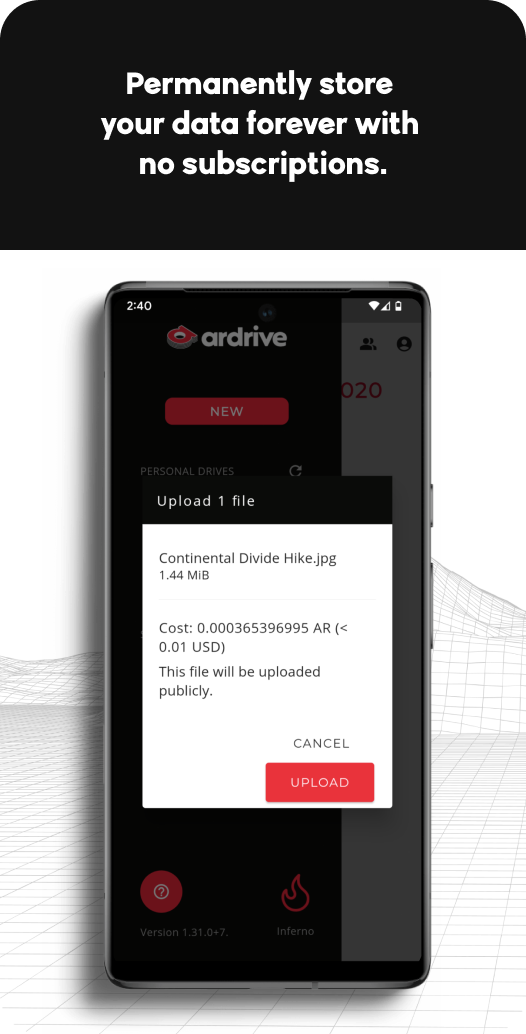 Permanently store
your data forever with
no subscriptions.
2:40
ardrive
020
NEW
PERSONAL DRIVES
Upload 1 file
Continental Divide Hike.jpg
1.44 MiB
Cost: 0.000365396995 AR (<
0.01 USD)
This file will be uploaded
publicly.
CANCEL
UPLOAD
Version 1.31.0+7.
Inferno